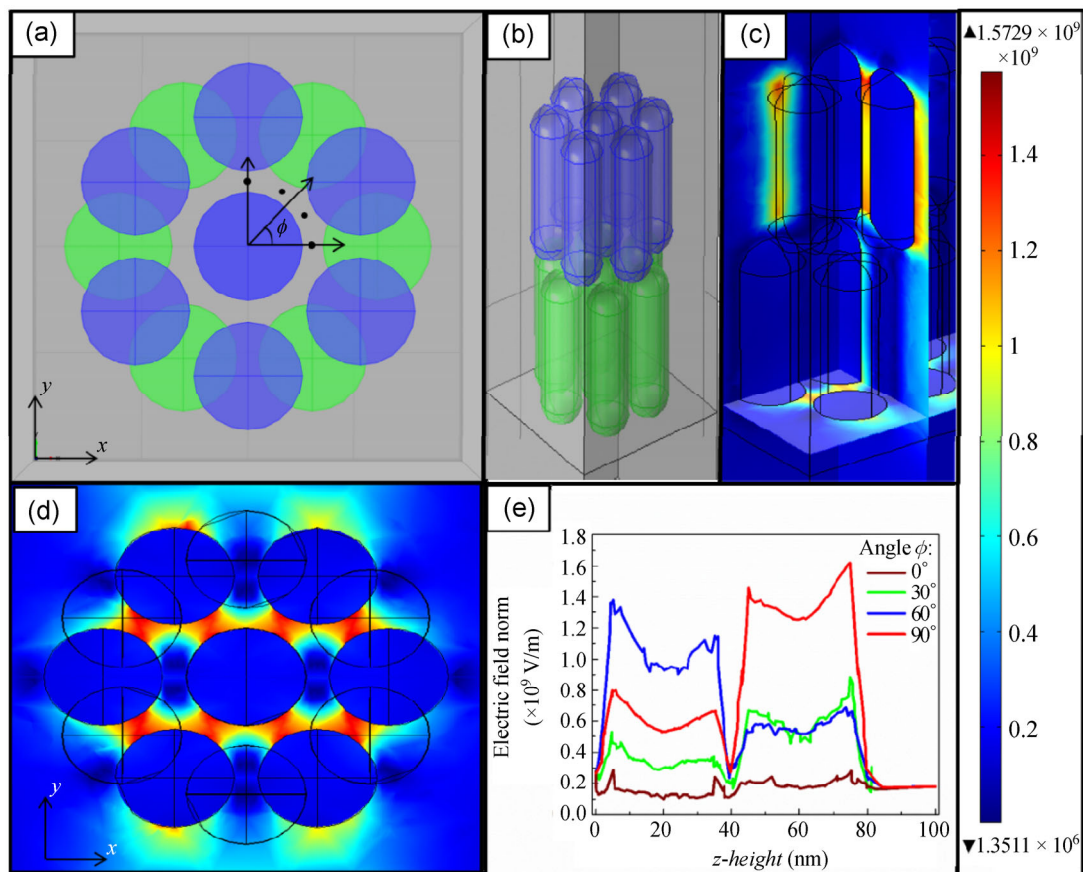 (a)
ϕ
y
x
(b)
(c)
▲1.5729 × 10⁹
×10⁹
1.4
1.2
1
0.8
0.6
0.4
0.2
▼1.3511 × 10⁶
(d)
y
x
(e)
Electric field norm
(×10⁹ V/m)
1.8
1.6
1.4
1.2
1.0
0.8
0.6
0.4
0.2
0.0
Angle ϕ:
0°
30°
60°
90°
0 20 40 60 80 100
z-height (nm)